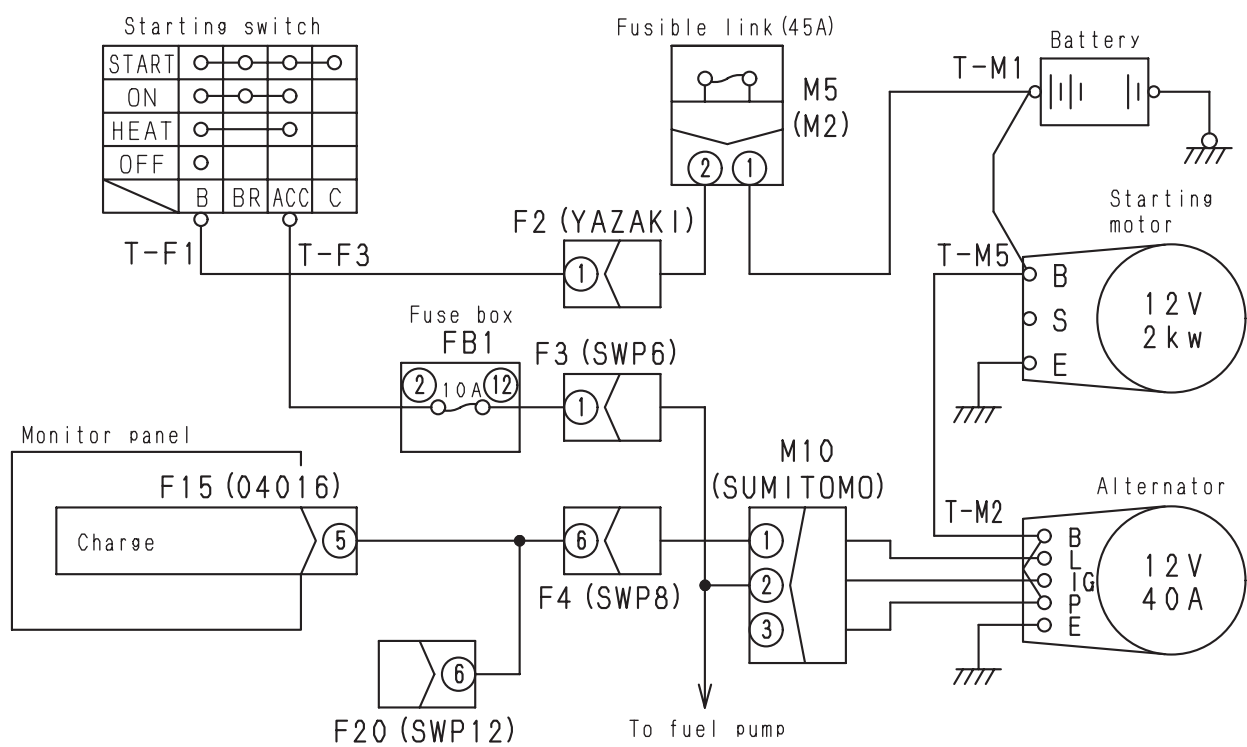 Starting switch
START
ON
HEAT
OFF
B BR ACC C
T-F1
T-F3
Fusible link (45A)
M5
(M2)
2 1
Battery
T-M1
F2 (YAZAKI)
1
Starting
motor
T-M5
B
S
E
12V
2kw
Fuse box
FB1
2 10A 12
F3 (SWP6)
1
Monitor panel
F15 (04016)
Charge
5
6
F4 (SWP8)
6
F20 (SWP12)
M10
(SUMITOMO)
1
2
3
To fuel pump
Alternator
T-M2
B
L
IG
P
E
12V
40A